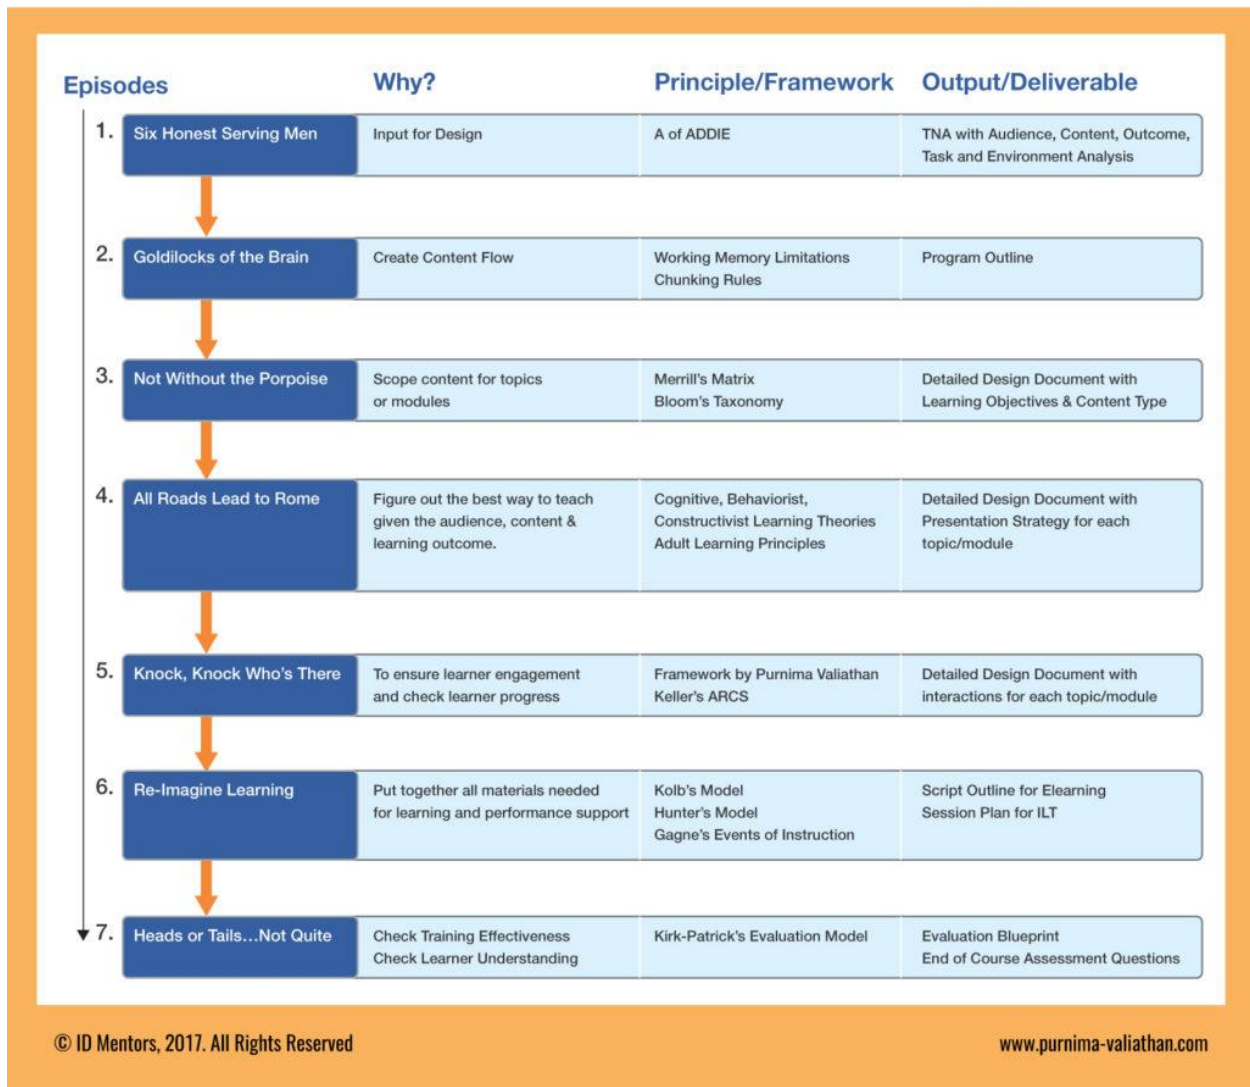 Episodes
Why?
Principle/Framework
Output/Deliverable
1.
Six Honest Serving Men
Input for Design
A of ADDIE
TNA with Audience, Content, Outcome,
Task and Environment Analysis
2.
Goldilocks of the Brain
Create Content Flow
Working Memory Limitations
Chunking Rules
Program Outline
3.
Not Without the Porpoise
Scope content for topics
or modules
Merrill's Matrix
Bloom's Taxonomy
Detailed Design Document with
Learning Objectives & Content Type
4.
All Roads Lead to Rome
Figure out the best way to teach
given the audience, content &
learning outcome.
Cognitive, Behaviorist,
Constructivist Learning Theories
Adult Learning Principles
Detailed Design Document with
Presentation Strategy for each
topic/module
5.
Knock, Knock Who's There
To ensure learner engagement
and check learner progress
Framework by Purnima Valiathan
Keller's ARCS
Detailed Design Document with
interactions for each topic/module
6.
Re-Imagine Learning
Put together all materials needed
for learning and performance support
Kolb's Model
Hunter's Model
Gagne's Events of Instruction
Script Outline for Elearning
Session Plan for ILT
7.
Heads or Tails...Not Quite
Check Training Effectiveness
Check Learner Understanding
Kirk-Patrick's Evaluation Model
Evaluation Blueprint
End of Course Assessment Questions
© ID Mentors, 2017. All Rights Reserved
www.purnima-valiathan.com